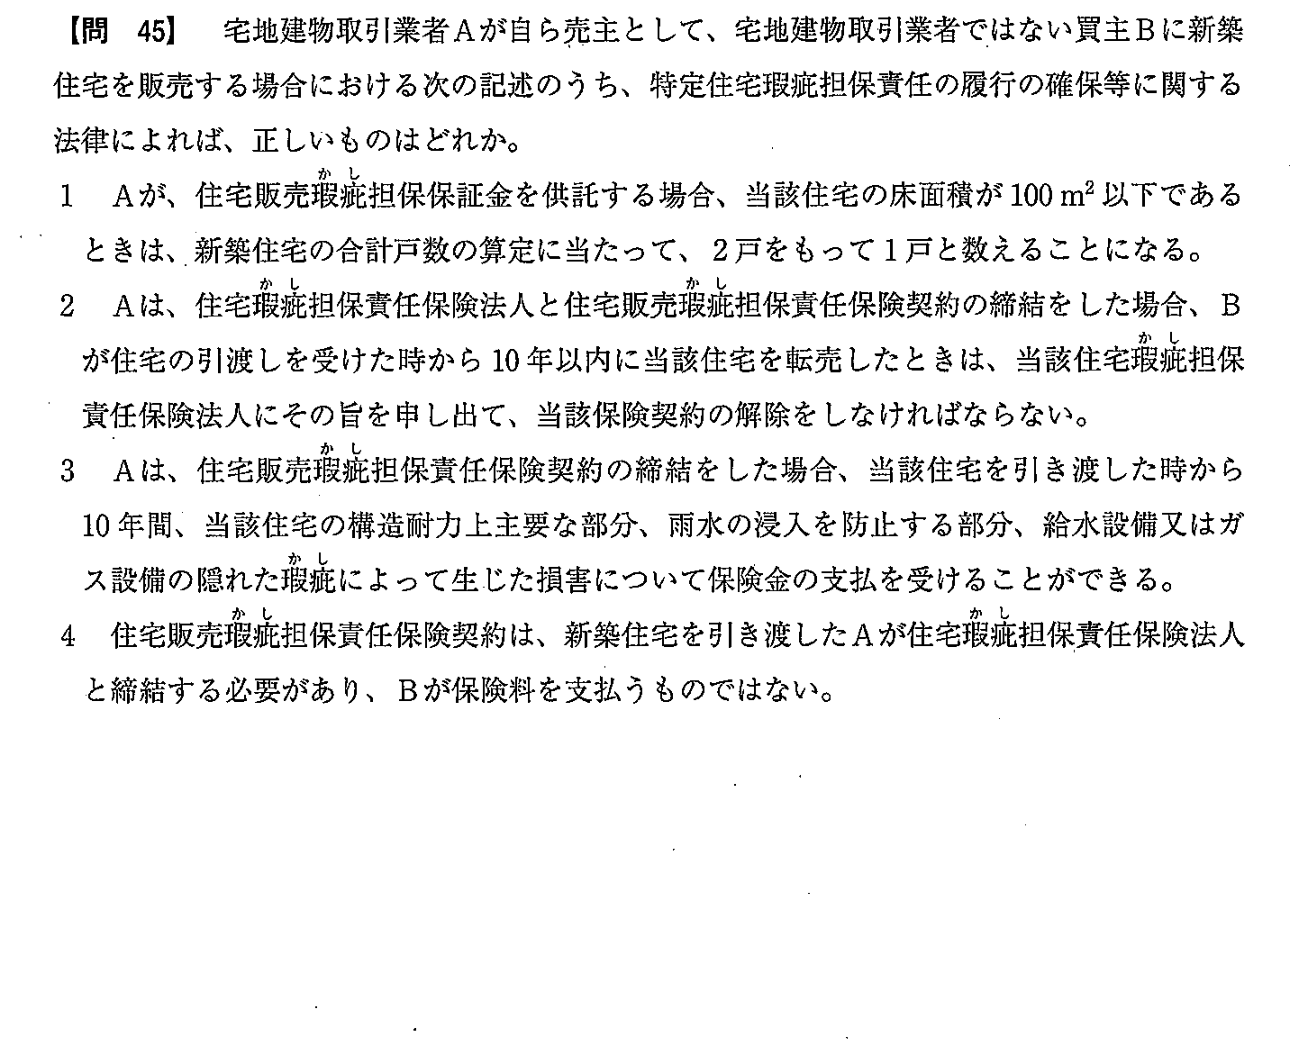 【問 45】 宅地建物取引業者Aが自ら売主として、宅地建物取引業者ではない買主Bに新築
住宅を販売する場合における次の記述のうち、特定住宅瑕疵担保責任の履行の確保等に関する
法律によれば、正しいものはどれか。
1 Aが、住宅販売瑕疵担保保証金を供託する場合、当該住宅の床面積が100 m²以下である
ときは、新築住宅の合計戸数の算定に当たって、2戸をもって1戸と数えることになる。
2 Aは、住宅瑕疵担保責任保険法人と住宅販売瑕疵担保責任保険契約の締結をした場合、B
が住宅の引渡しを受けた時から10年以内に当該住宅を転売したときは、当該住宅瑕疵担保
責任保険法人にその旨を申し出て、当該保険契約の解除をしなければならない。
3 Aは、住宅販売瑕疵担保責任保険契約の締結をした場合、当該住宅を引き渡した時から
10年間、当該住宅の構造耐力上主要な部分、雨水の浸入を防止する部分、給水設備又はガ
ス設備の隠れた瑕疵によって生じた損害について保険金の支払を受けることができる。
4 住宅販売瑕疵担保責任保険契約は、新築住宅を引き渡したAが住宅瑕疵担保責任保険法人
と締結する必要があり、Bが保険料を支払うものではない。